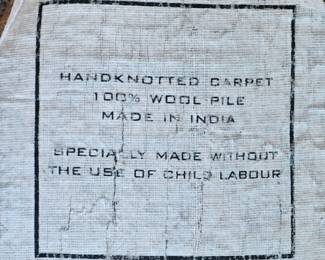 HANDKNOTTED CARPET
100% WOOL PILE
MADE IN INDIA
SPECIALLY MADE WITHOUT
THE USE OF CHILD LABOUR